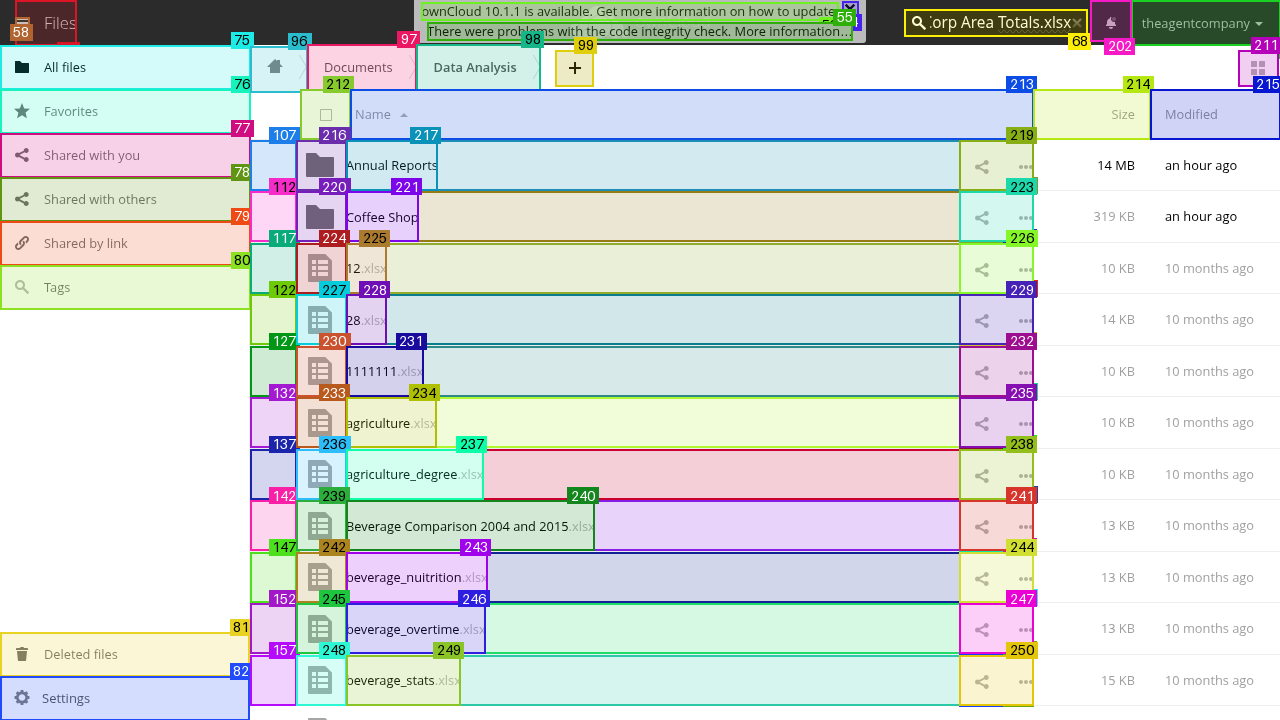 Files
ownCloud 10.1.1 is available. Get more information on how to update
There were problems with the code integrity check. More information...
55
58
Corp Area Totals.xlsx
68
202
theagentcompany
75
All files
76
Favorites
77
Shared with you
78
Shared with others
79
Shared by link
80
Tags
81
Deleted files
82
Settings
96
97
Documents
98
Data Analysis
99
+
211
212
213
Name
214
Size
215
Modified
107
216
217
Annual Reports
219
14 MB
an hour ago
112
220
221
Coffee Shop
223
319 KB
an hour ago
117
224
225
12.xlsx
226
10 KB
10 months ago
122
227
228
28.xlsx
229
14 KB
10 months ago
127
230
231
1111111.xlsx
232
10 KB
10 months ago
132
233
234
agriculture.xlsx
235
10 KB
10 months ago
137
236
237
agriculture_degree.xlsx
238
10 KB
10 months ago
142
239
240
Beverage Comparison 2004 and 2015.xlsx
241
13 KB
10 months ago
147
242
243
beverage_nuitrition.xlsx
244
13 KB
10 months ago
152
245
246
beverage_overtime.xlsx
247
13 KB
10 months ago
157
248
249
beverage_stats.xlsx
250
15 KB
10 months ago